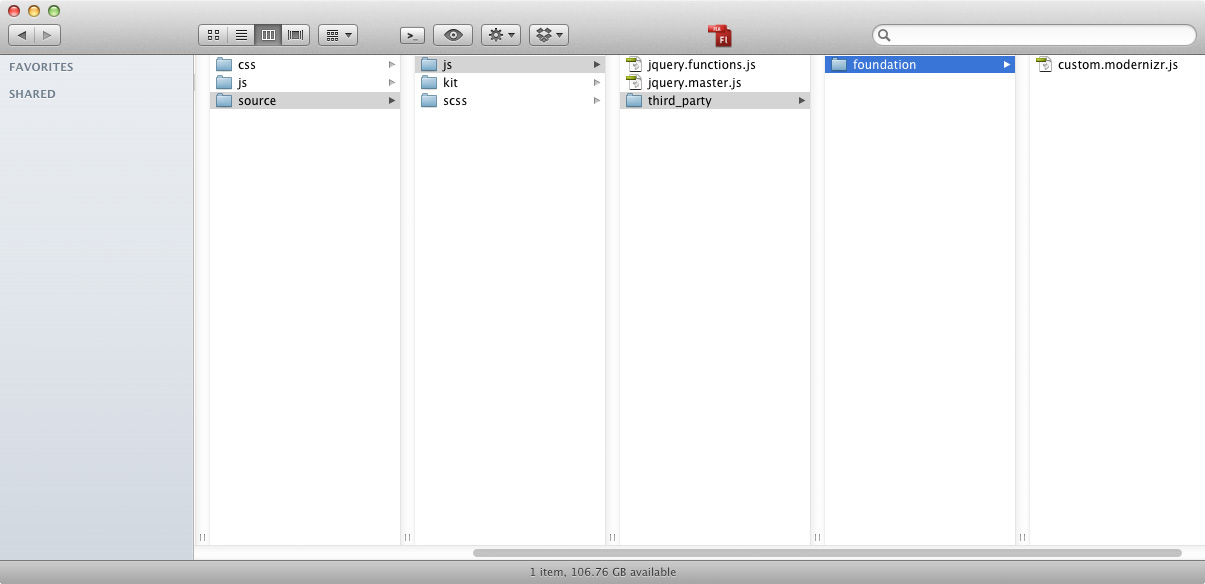 FAVORITES
SHARED
css
js
source
js
kit
scss
jquery.functions.js
jquery.master.js
third_party
foundation
custom.modernizr.js
1 item, 106.76 GB available
>_
Fl